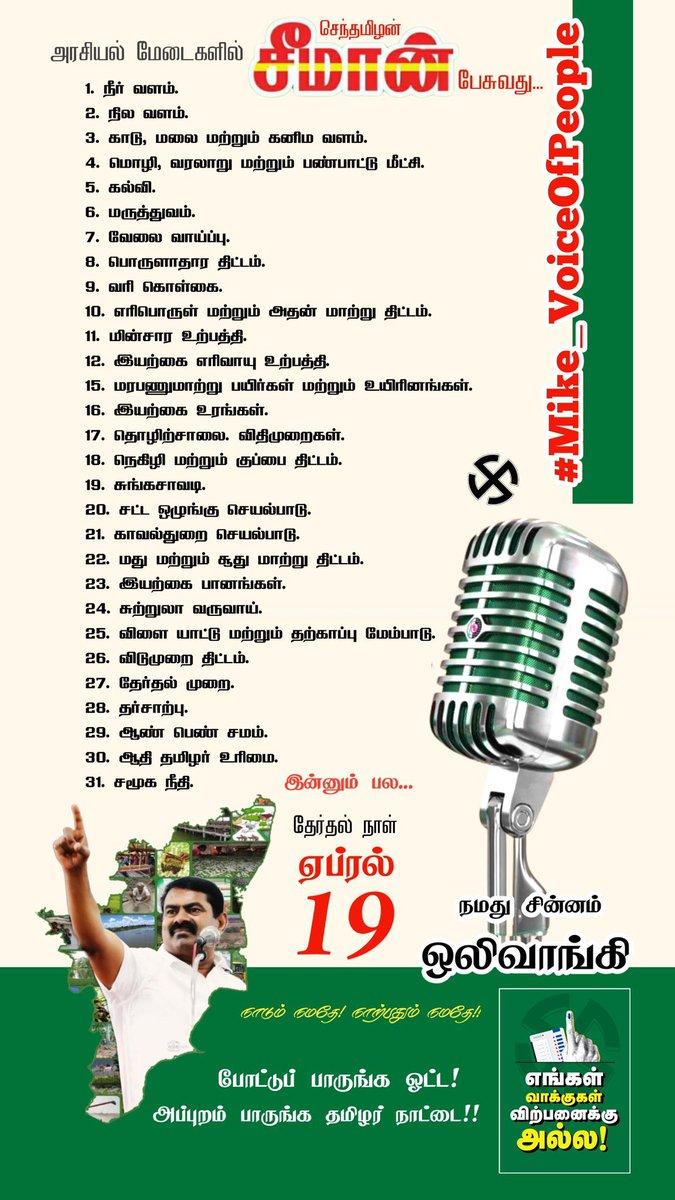 செந்தமிழன்
அரசியல் மேடைகளில் சீமான் பேசுவது...
1. நீர் வளம்.
2. நில வளம்.
3. காடு, மலை மற்றும் கனிம வளம்.
4. மொழி, வரலாறு மற்றும் பண்பாட்டு மீட்சி.
5. கல்வி.
6. மருத்துவம்.
7. வேலை வாய்ப்பு.
8. பொருளாதார திட்டம்.
9. வரி கொள்கை.
10. எரிபொருள் மற்றும் அதன் மாற்று திட்டம்.
11. மின்சார உற்பத்தி.
12. இயற்கை எரிவாயு உற்பத்தி.
15. மரபணுமாற்று பயிர்கள் மற்றும் உயிரினங்கள்.
16. இயற்கை உரங்கள்.
17. தொழிற்சாலை. விதிமுறைகள்.
18. நெகிழி மற்றும் குப்பை திட்டம்.
19. சுங்கசாவடி.
20. சட்ட ஒழுங்கு செயல்பாடு.
21. காவல்துறை செயல்பாடு.
22. மது மற்றும் சூது மாற்று திட்டம்.
23. இயற்கை பானங்கள்.
24. சுற்றுலா வருவாய்.
25. விளை யாட்டு மற்றும் தற்காப்பு மேம்பாடு.
26. விடுமுறை திட்டம்.
27. தேர்தல் முறை.
28. தர்சார்பு.
29. ஆண் பெண் சமம்.
30. ஆதி தமிழர் உரிமை.
31. சமூக நீதி.
இன்னும் பல...
#Mike_VoiceOfPeople
தேர்தல் நாள்
ஏப்ரல்
19
நமது சின்னம்
ஒலிவாங்கி
நாடும் நமதே! நாற்பதும் நமதே!!
போட்டுப் பாருங்க ஓட்ட!
அப்புறம் பாருங்க தமிழர் நாட்டை!!
எங்கள்
வாக்குகள்
விற்பனைக்கு
அல்ல!